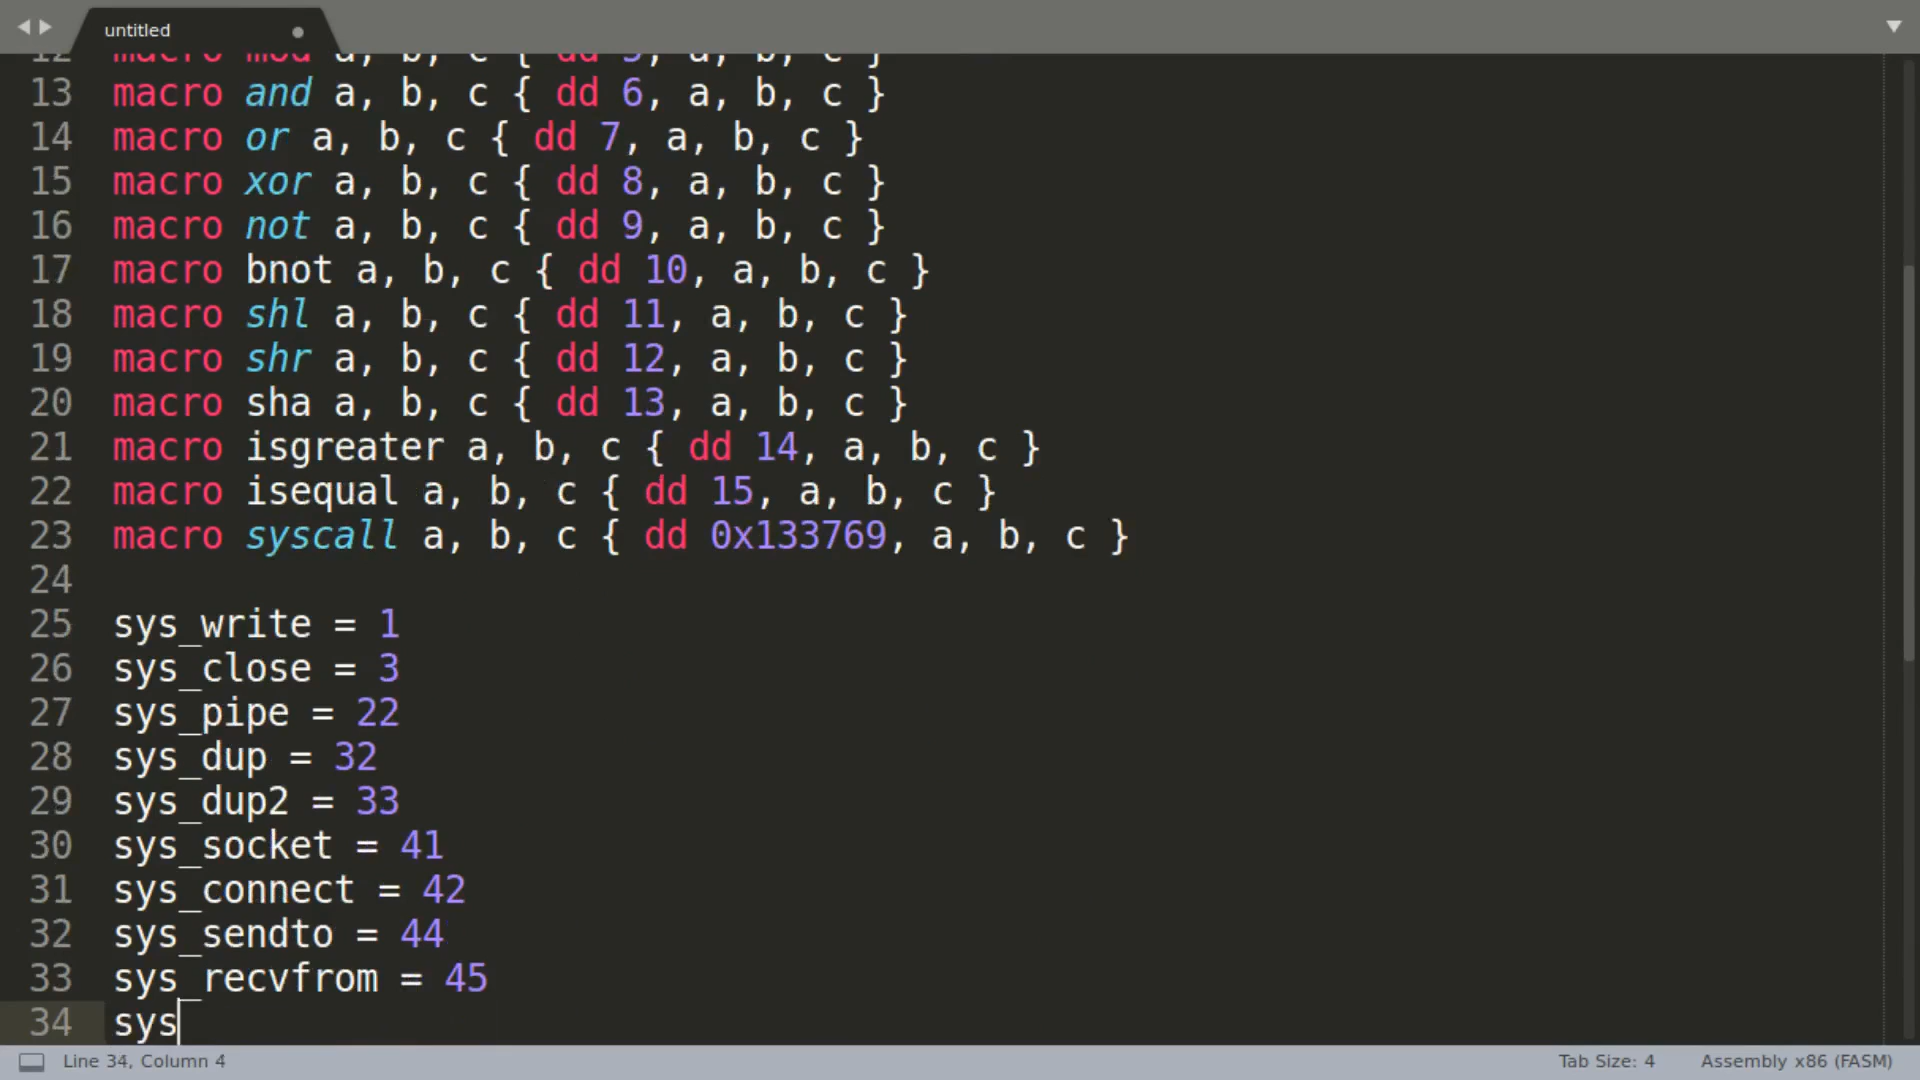 untitled
12 macro mod a, b, c { dd 5, a, b, c }
13 macro and a, b, c { dd 6, a, b, c }
14 macro or a, b, c { dd 7, a, b, c }
15 macro xor a, b, c { dd 8, a, b, c }
16 macro not a, b, c { dd 9, a, b, c }
17 macro bnot a, b, c { dd 10, a, b, c }
18 macro shl a, b, c { dd 11, a, b, c }
19 macro shr a, b, c { dd 12, a, b, c }
20 macro sha a, b, c { dd 13, a, b, c }
21 macro isgreater a, b, c { dd 14, a, b, c }
22 macro isequal a, b, c { dd 15, a, b, c }
23 macro syscall a, b, c { dd 0x133769, a, b, c }
24
25 sys_write = 1
26 sys_close = 3
27 sys_pipe = 22
28 sys_dup = 32
29 sys_dup2 = 33
30 sys_socket = 41
31 sys_connect = 42
32 sys_sendto = 44
33 sys_recvfrom = 45
34 sys
Line 34, Column 4
Tab Size: 4
Assembly x86 (FASM)